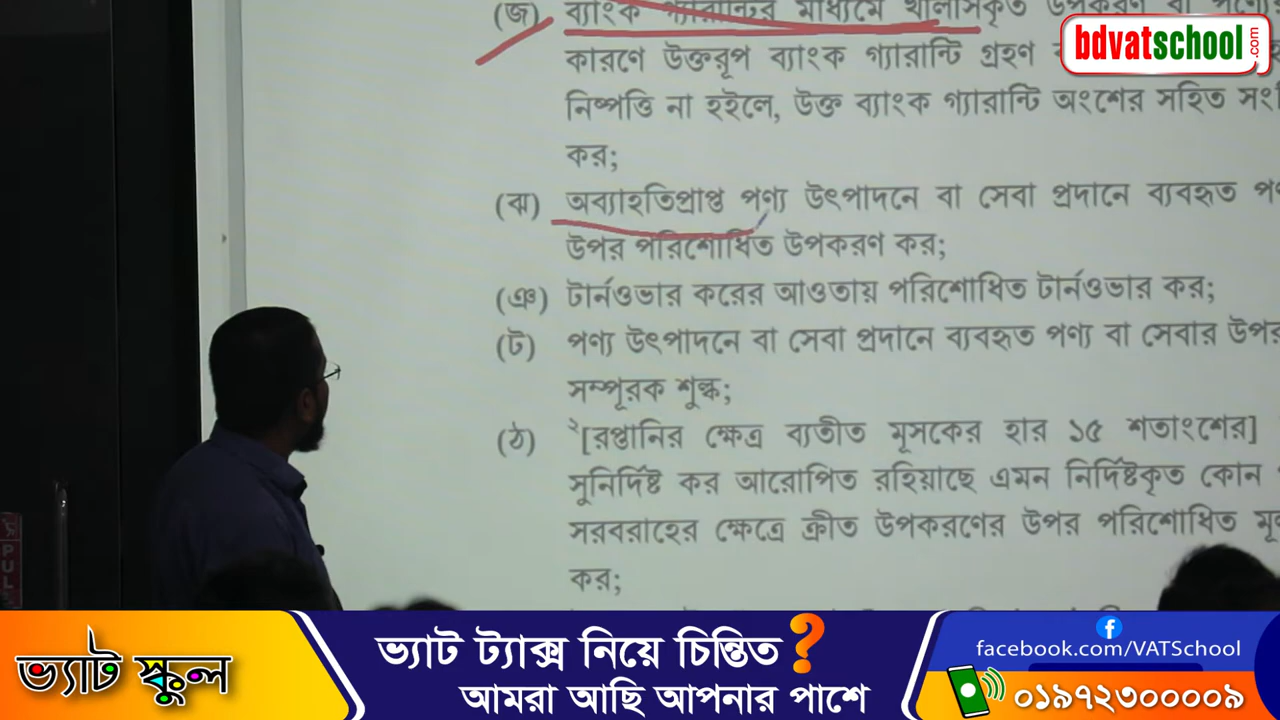 (জ) ব্যাংক গ্যারান্টির মাধ্যমে খালাসকৃত উপকরণ বা
কারণে উক্তরূপ ব্যাংক গ্যারান্টি গ্রহণ
নিষ্পত্তি না হইলে, উক্ত ব্যাংক গ্যারান্টি অংশের সহিত
কর;
(ঝ) অব্যাহতিপ্রাপ্ত পণ্য উৎপাদনে বা সেবা প্রদানে ব্যবহৃত
উপর পরিশোধিত উপকরণ কর;
(ঞ) টার্নওভার করের আওতায় পরিশোধিত টার্নওভার কর;
(ট) পণ্য উৎপাদনে বা সেবা প্রদানে ব্যবহৃত পণ্য বা সেবার উপর
সম্পূরক শুল্ক;
(ঠ) ২[রপ্তানির ক্ষেত্র ব্যতীত মূসকের হার ১৫ শতাংশের]
সুনির্দিষ্ট কর আরোপিত রহিয়াছে এমন নির্দিষ্টকৃত কোন
সরবরাহের ক্ষেত্রে ক্রীত উপকরণের উপর পরিশোধিত
কর;
bdvatschool.com
PULL
ভ্যাট স্কুল
ভ্যাট ট্যাক্স নিয়ে চিন্তিত?
আমরা আছি আপনার পাশে
facebook.com/VATSchool
০১৯৭২৩০০০০৯